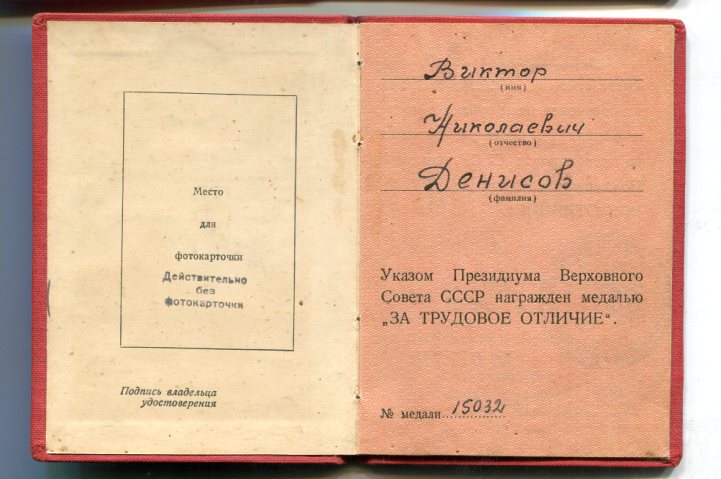 Место
для
фотокарточки
Действительно
без
фотокарточки
Подпись владельца
удостоверения
Виктор
(имя)
Николаевич
(отчество)
Денисов
(фамилия)
Указом Президиума Верховного
Совета СССР награжден медалью
„ЗА ТРУДОВОЕ ОТЛИЧИЕ“.
№ медали 15032